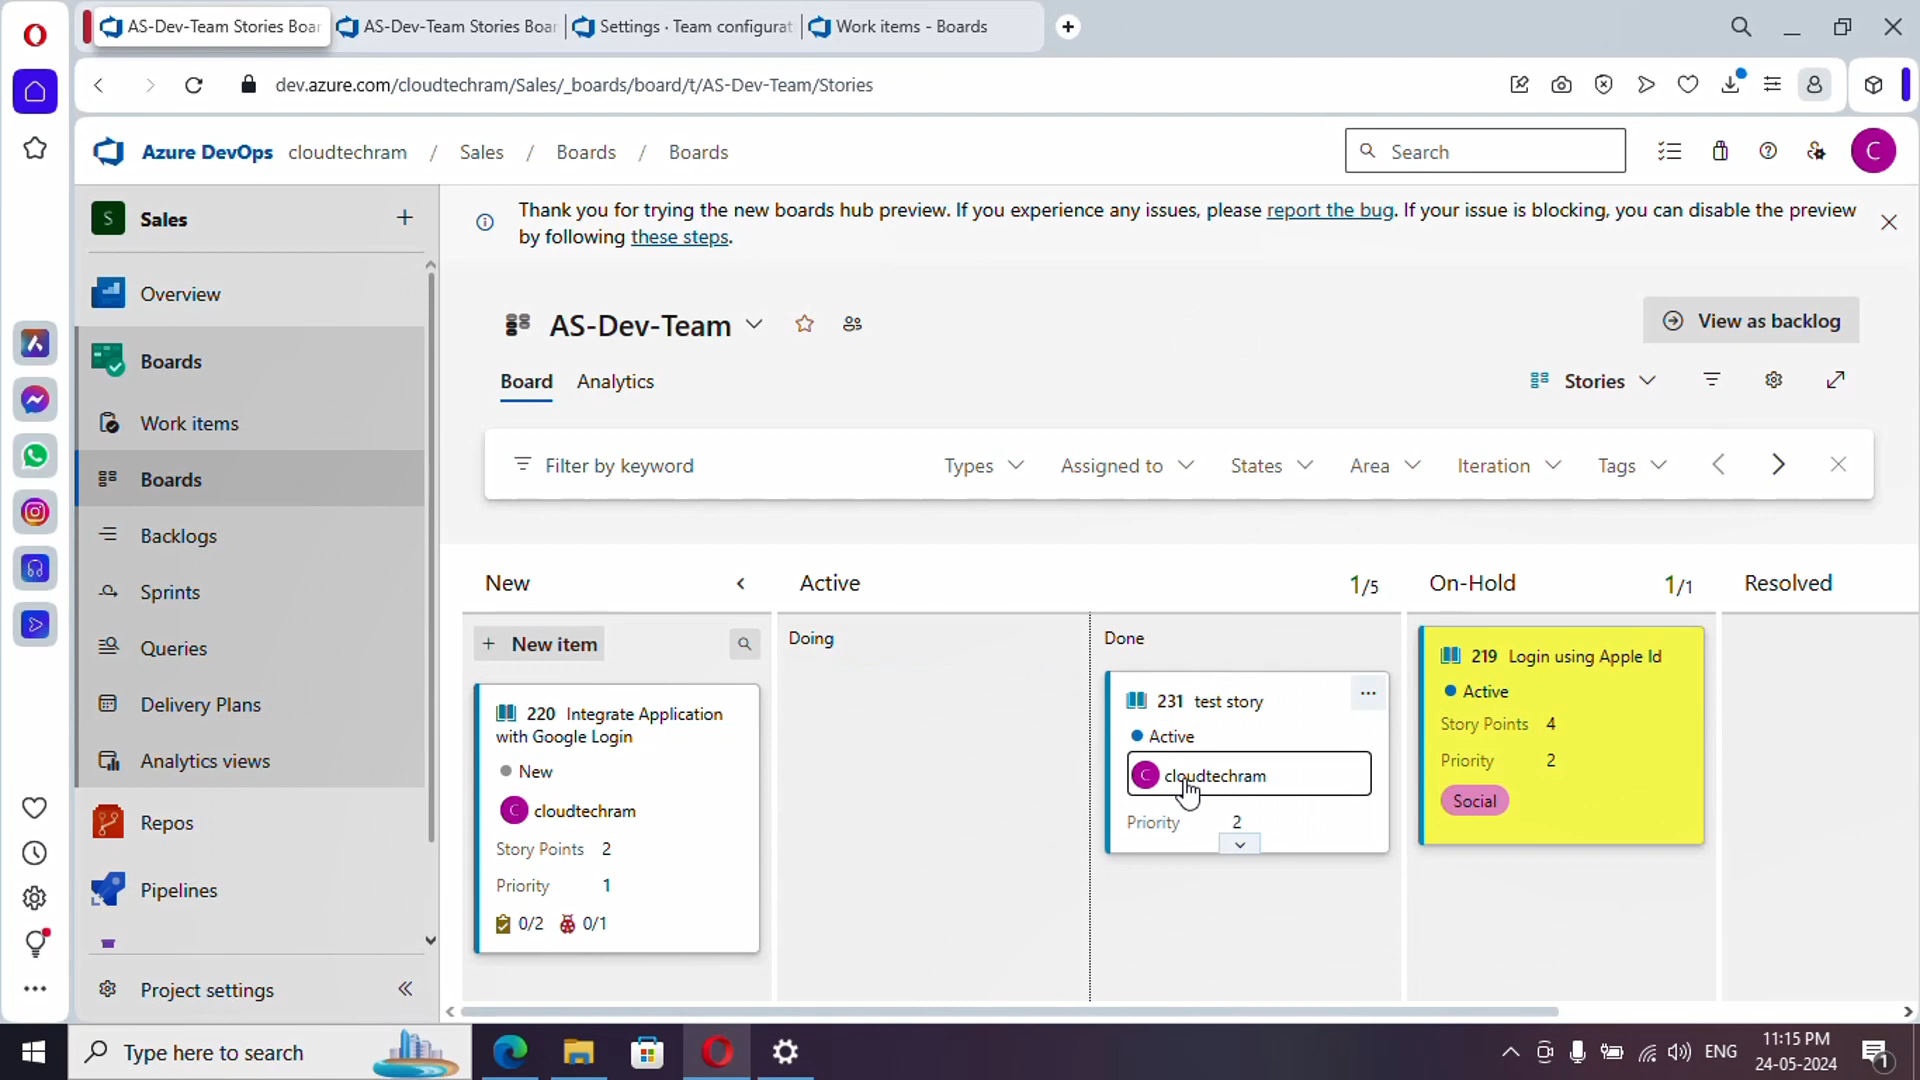 AS-Dev-Team Stories Boar
AS-Dev-Team Stories Boar
Settings · Team configurat
Work items - Boards
dev.azure.com/cloudtechram/Sales/_boards/board/t/AS-Dev-Team/Stories
Azure DevOps cloudtechram / Sales / Boards / Boards
Search
C
S Sales
Overview
Boards
Work items
Boards
Backlogs
Sprints
Queries
Delivery Plans
Analytics views
Repos
Pipelines
Project settings
Thank you for trying the new boards hub preview. If you experience any issues, please report the bug. If your issue is blocking, you can disable the preview
by following these steps.
AS-Dev-Team
View as backlog
Board Analytics
Stories
Filter by keyword
Types
Assigned to
States
Area
Iteration
Tags
New
Active 1/5
On-Hold 1/1
Resolved
+ New item
220 Integrate Application
with Google Login
New
C cloudtechram
Story Points 2
Priority 1
0/2 0/1
Doing
Done
231 test story
Active
C cloudtechram
Priority 2
219 Login using Apple Id
Active
Story Points 4
Priority 2
Social
Type here to search
ENG
11:15 PM
24-05-2024
1